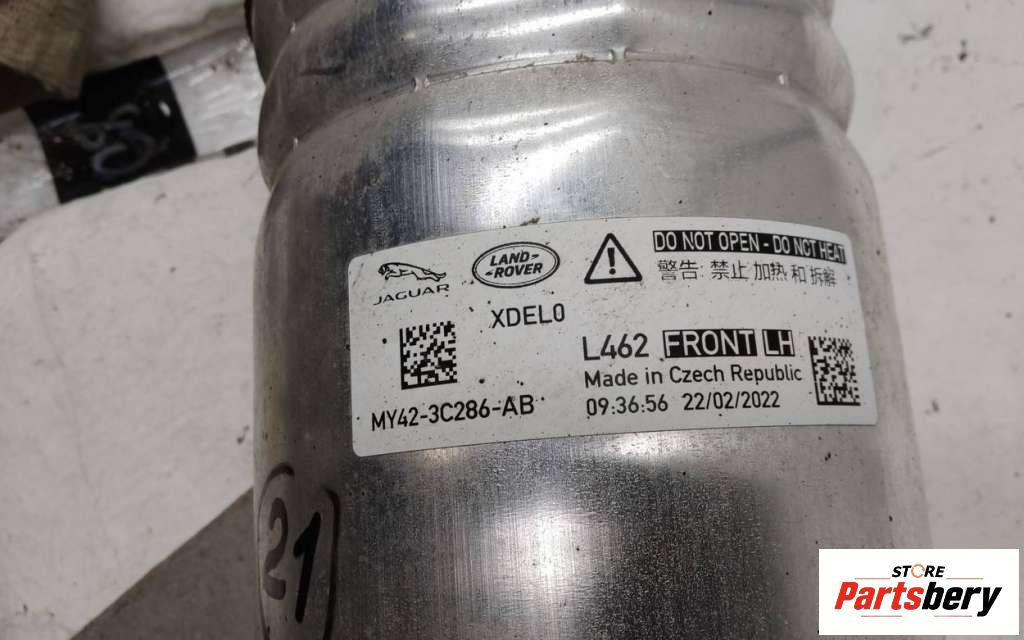 JAGUAR
LAND-
-ROVER
DO NOT OPEN - DO NOT HEAT
警告: 禁止 加热 和 拆解
XDEL0
L462 FRONT LH
Made in Czech Republic
MY42-3C286-AB
09:36:56 22/02/2022
21
STORE
Partsbery